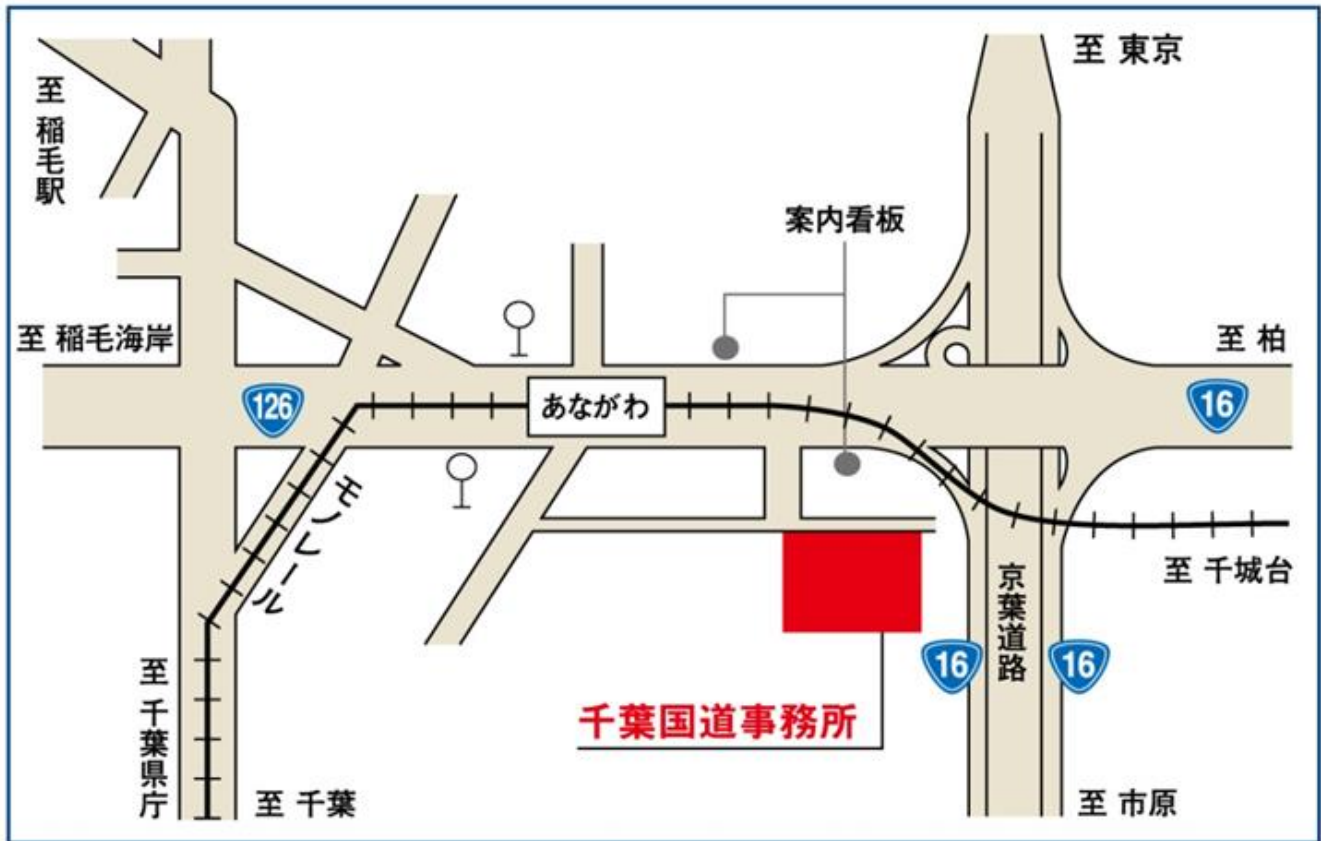 至 東京
至 稲毛駅
案内看板
至 稲毛海岸
至 柏
126
あながわ
16
モノレール
至 千城台
京葉道路
16
16
至 千葉県庁
千葉国道事務所
至 千葉
至 市原